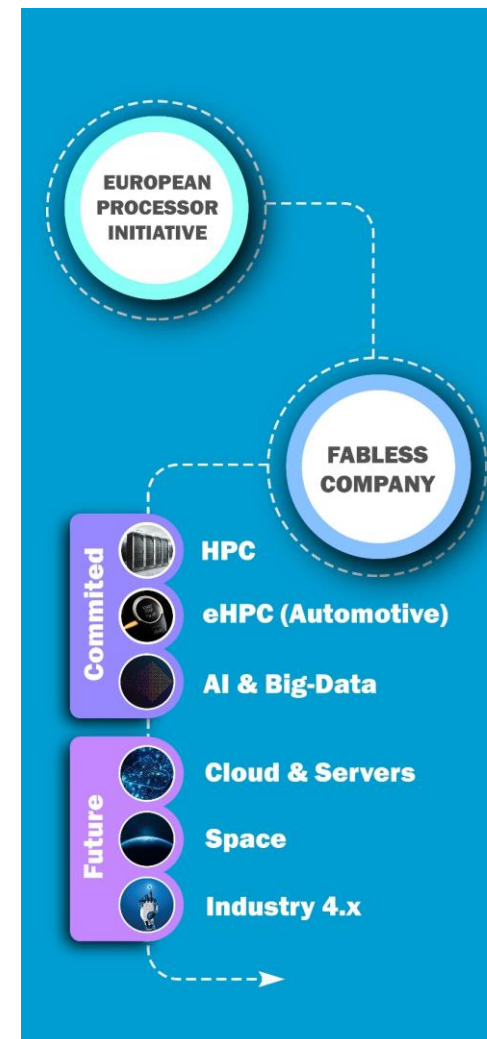 EUROPEAN
PROCESSOR
INITIATIVE
FABLESS
COMPANY
Commited
HPC
eHPC (Automotive)
AI & Big-Data
Future
Cloud & Servers
Space
Industry 4.x